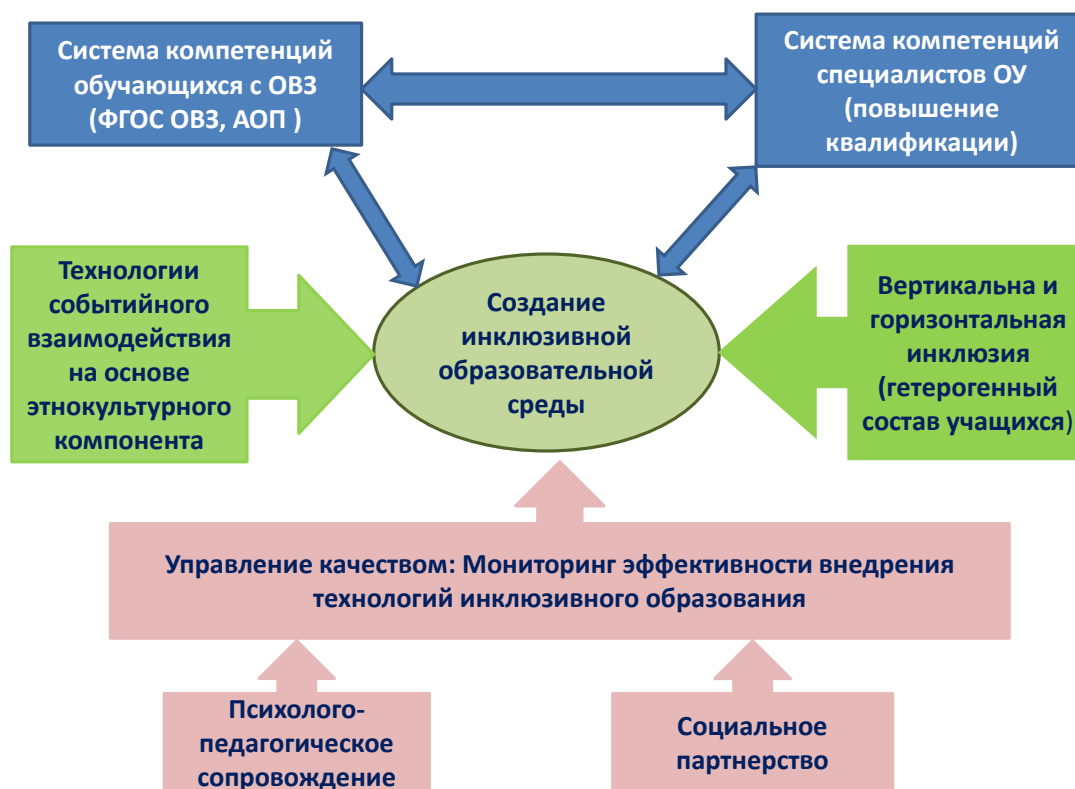 Система компетенций
обучающихся с ОВЗ
(ФГОС ОВЗ, АОП )
Система компетенций
специалистов ОУ
(повышение
квалификации)
Технологии
событийного
взаимодействия
на основе
этнокультурного
компонента
Создание
инклюзивной
образовательной
среды
Вертикальна и
горизонтальная
инклюзия
(гетерогенный
состав учащихся)
Управление качеством: Мониторинг эффективности внедрения
технологий инклюзивного образования
Психолого-
педагогическое
сопровождение
Социальное
партнерство